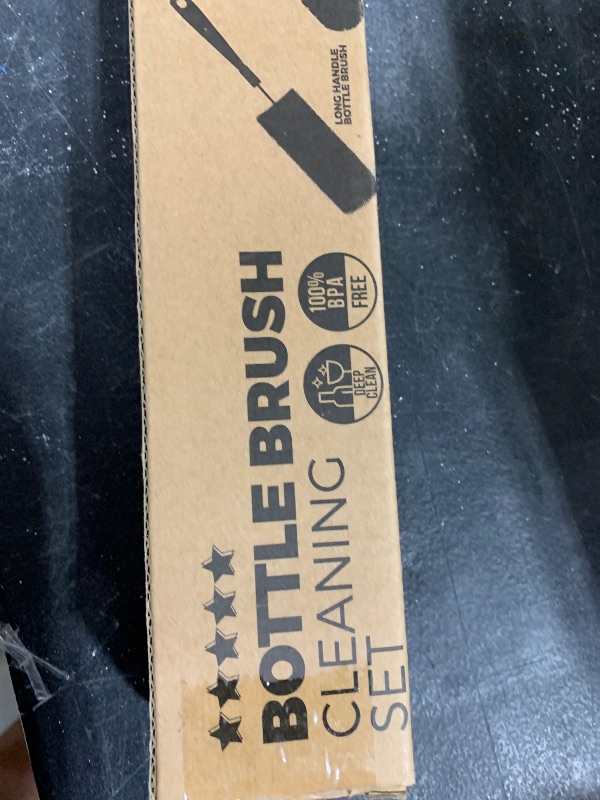 BOTTLE BRUSH
CLEANING
SET
DEEP
CLEAN
100%
BPA
FREE
LONG HANDLE
BOTTLE BRUSH